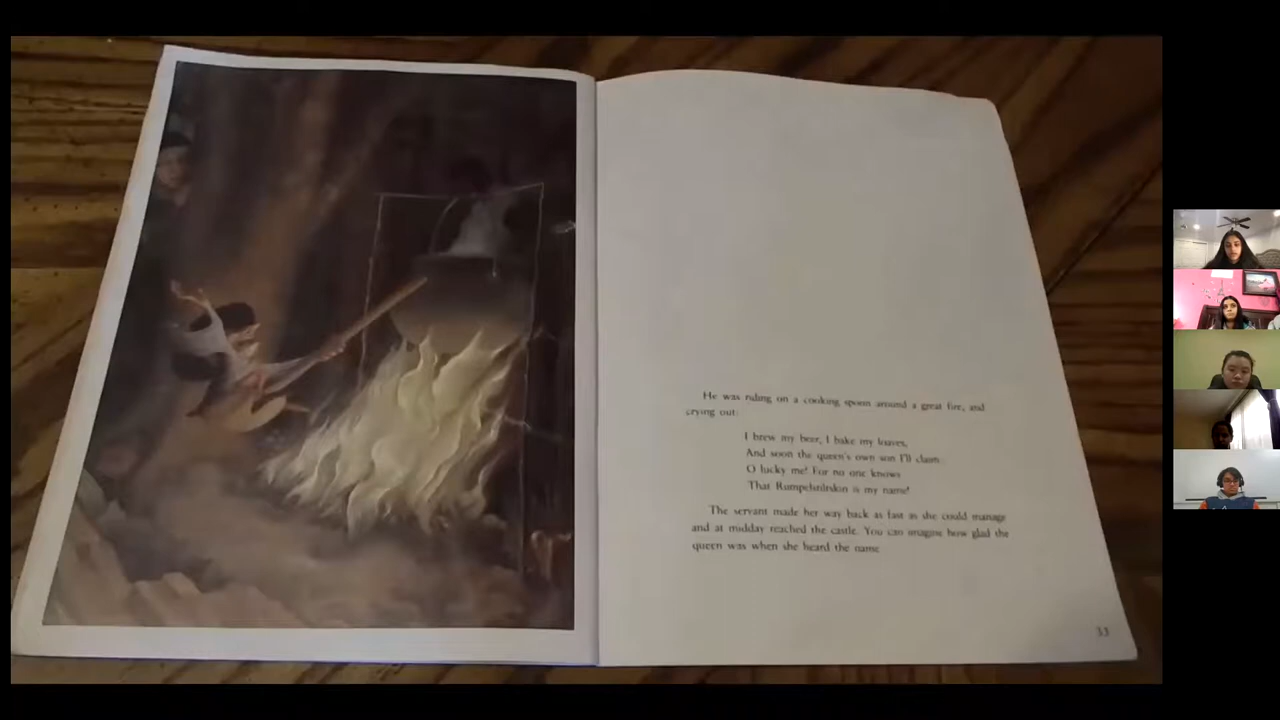 He was riding on a cooking spoon around a great fire, and
crying out:
I brew my beer, I bake my loaves,
And soon the queen's own son I'll claim.
O lucky me! For no one knows
That Rumpelstiltskin is my name!
The servant made her way back as fast as she could manage
and at midday reached the castle. You can imagine how glad the
queen was when she heard the name.
33